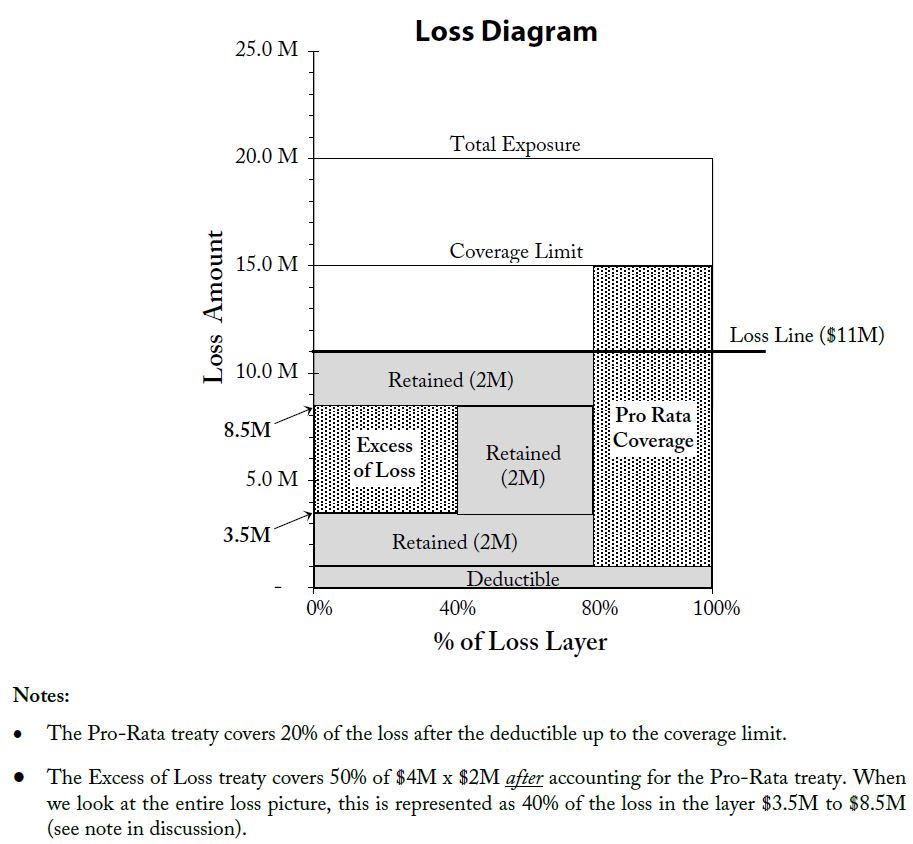 Loss Diagram
25.0 M
20.0 M
Total Exposure
15.0 M
Coverage Limit
Loss Line ($11M)
Loss Amount
10.0 M
Retained (2M)
8.5M
Excess
of Loss
Retained
(2M)
Pro Rata
Coverage
5.0 M
3.5M
Retained (2M)
Deductible
-
0%
40%
80%
100%
% of Loss Layer
Notes:
• The Pro-Rata treaty covers 20% of the loss after the deductible up to the coverage limit.
• The Excess of Loss treaty covers 50% of $4M x $2M after accounting for the Pro-Rata treaty. When
we look at the entire loss picture, this is represented as 40% of the loss in the layer $3.5M to $8.5M
(see note in discussion).